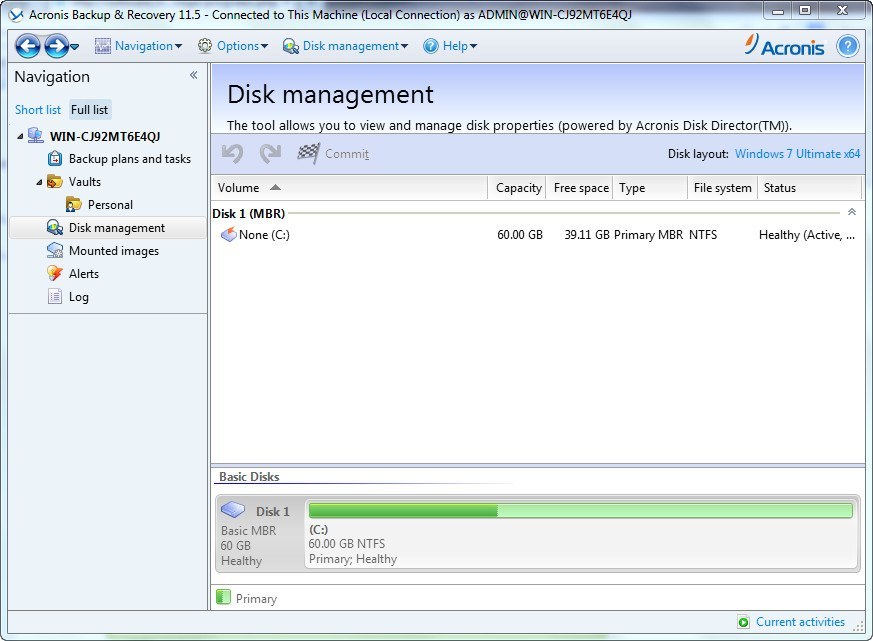 Acronis Backup & Recovery 11.5 - Connected to This Machine (Local Connection) as ADMIN@WIN-CJ92MT6E4QJ
Navigation Options Disk management Help Acronis ?
Navigation «
Short list Full list
WIN-CJ92MT6E4QJ
Backup plans and tasks
Vaults
Personal
Disk management
Mounted images
Alerts
Log
Disk management
The tool allows you to view and manage disk properties (powered by Acronis Disk Director(TM)).
Commit Disk layout: Windows 7 Ultimate x64
Volume Capacity Free space Type File system Status
Disk 1 (MBR)
None (C:) 60.00 GB 39.11 GB Primary MBR NTFS Healthy (Active, ...
Basic Disks
Disk 1
Basic MBR
60 GB
Healthy
(C:)
60.00 GB NTFS
Primary; Healthy
Primary
Current activities